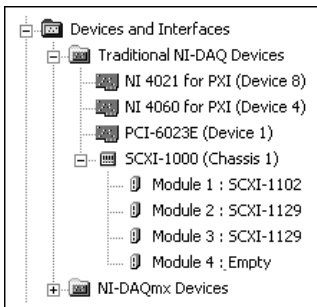 Devices and Interfaces
Traditional NI-DAQ Devices
NI 4021 for PXI (Device 8)
NI 4060 for PXI (Device 4)
PCI-6023E (Device 1)
SCXI-1000 (Chassis 1)
Module 1 : SCXI-1102
Module 2 : SCXI-1129
Module 3 : SCXI-1129
Module 4 : Empty
NI-DAQmx Devices